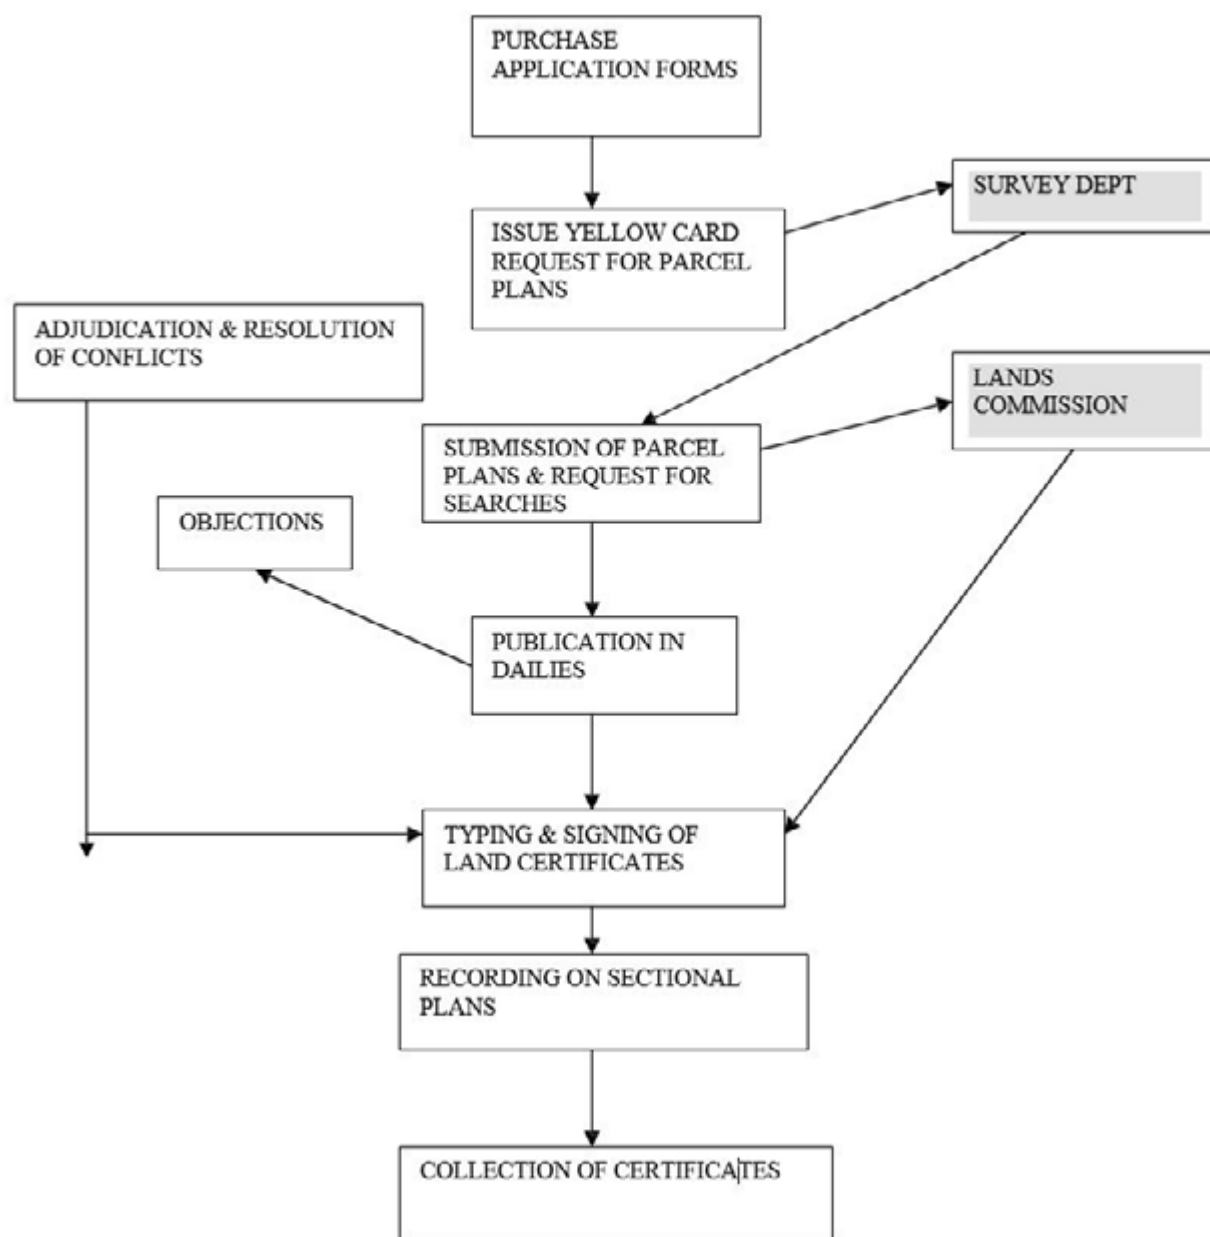 PURCHASE
APPLICATION FORMS
SURVEY DEPT
ISSUE YELLOW CARD
REQUEST FOR PARCEL
PLANS
ADJUDICATION & RESOLUTION
OF CONFLICTS
LANDS
COMMISSION
SUBMISSION OF PARCEL
PLANS & REQUEST FOR
SEARCHES
OBJECTIONS
PUBLICATION IN
DAILIES
TYPING & SIGNING OF
LAND CERTIFICATES
RECORDING ON SECTIONAL
PLANS
COLLECTION OF CERTIFICATES